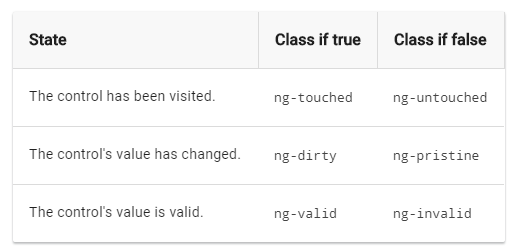 State Class if true Class if false
The control has been visited. ng-touched ng-untouched
The control's value has changed. ng-dirty ng-pristine
The control's value is valid. ng-valid ng-invalid